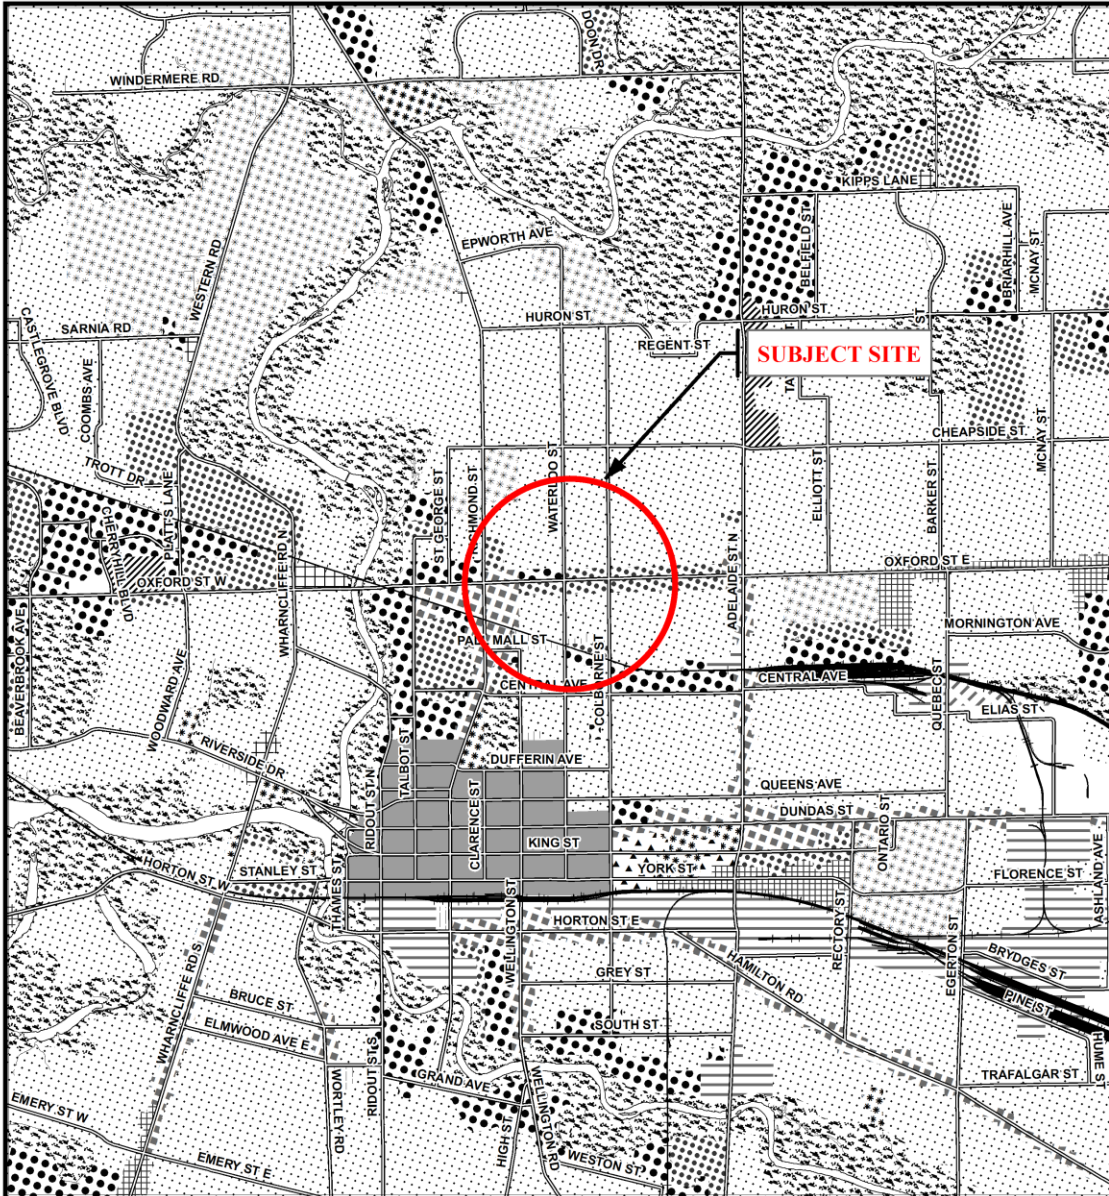 DOON DR
WINDERMERE RD
KIPPS LANE
EPWORTH AVE
BELFIELD ST
BRIARHILL AVE
MCNAY ST
WESTERN RD
CASTLEGROVE BLVD
SARNIA RD
COOMBS AVE
HURON ST
HURON ST
REGENT ST
SUBJECT SITE
CHEAPSIDE ST
MCNAY ST
TROTT DR
PLATT'S LANE
CHERRYHILL BLVD
ST GEORGE ST
RICHMOND ST
WATERLOO ST
ELLIOTT ST
BARKER ST
OXFORD ST W
OXFORD ST E
WHARNCLIFFE RD N
ADELAIDE ST N
BEAVERBROOK AVE
WOODWARD AVE
PALL MALL ST
MORNINGTON AVE
CENTRAL AVE
COLBORNE ST
CENTRAL AVE
QUEBEC ST
ELIAS ST
RIVERSIDE DR
TALBOT ST
DUFFERIN AVE
RIDOUT ST N
CLARENCE ST
QUEENS AVE
DUNDAS ST
KING ST
ONTARIO ST
HORTON ST W
STANLEY ST
THAMES ST
YORK ST
FLORENCE ST
ASHLAND AVE
WELLINGTON ST
HORTON ST E
RECTORY ST
EGERTON ST
WHARNCLIFFE RD S
GREY ST
HAMILTON RD
BRYDGES ST
PINE ST
BRUCE ST
ELMWOOD AVE E
SOUTH ST
HUME ST
WORTLEY RD
RIDOUT ST S
GRAND AVE
WELLINGTON RD
TRAFALGAR ST
EMERY ST W
HIGH ST
EMERY ST E
WESTON ST